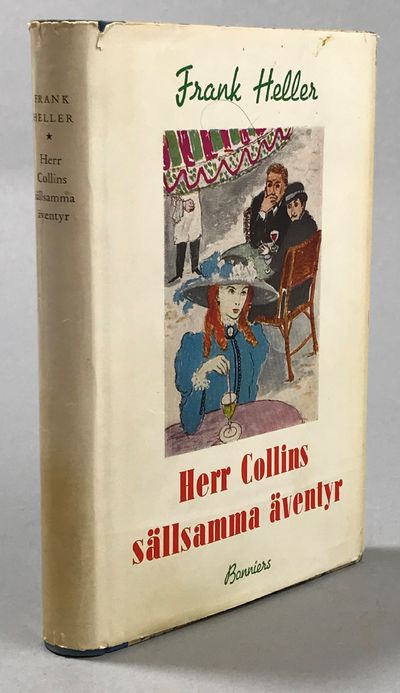 FRANK
HELLER
★
Herr
Collins
sällsamma
äventyr
Frank Heller
Herr Collins
sällsamma äventyr
Bonniers